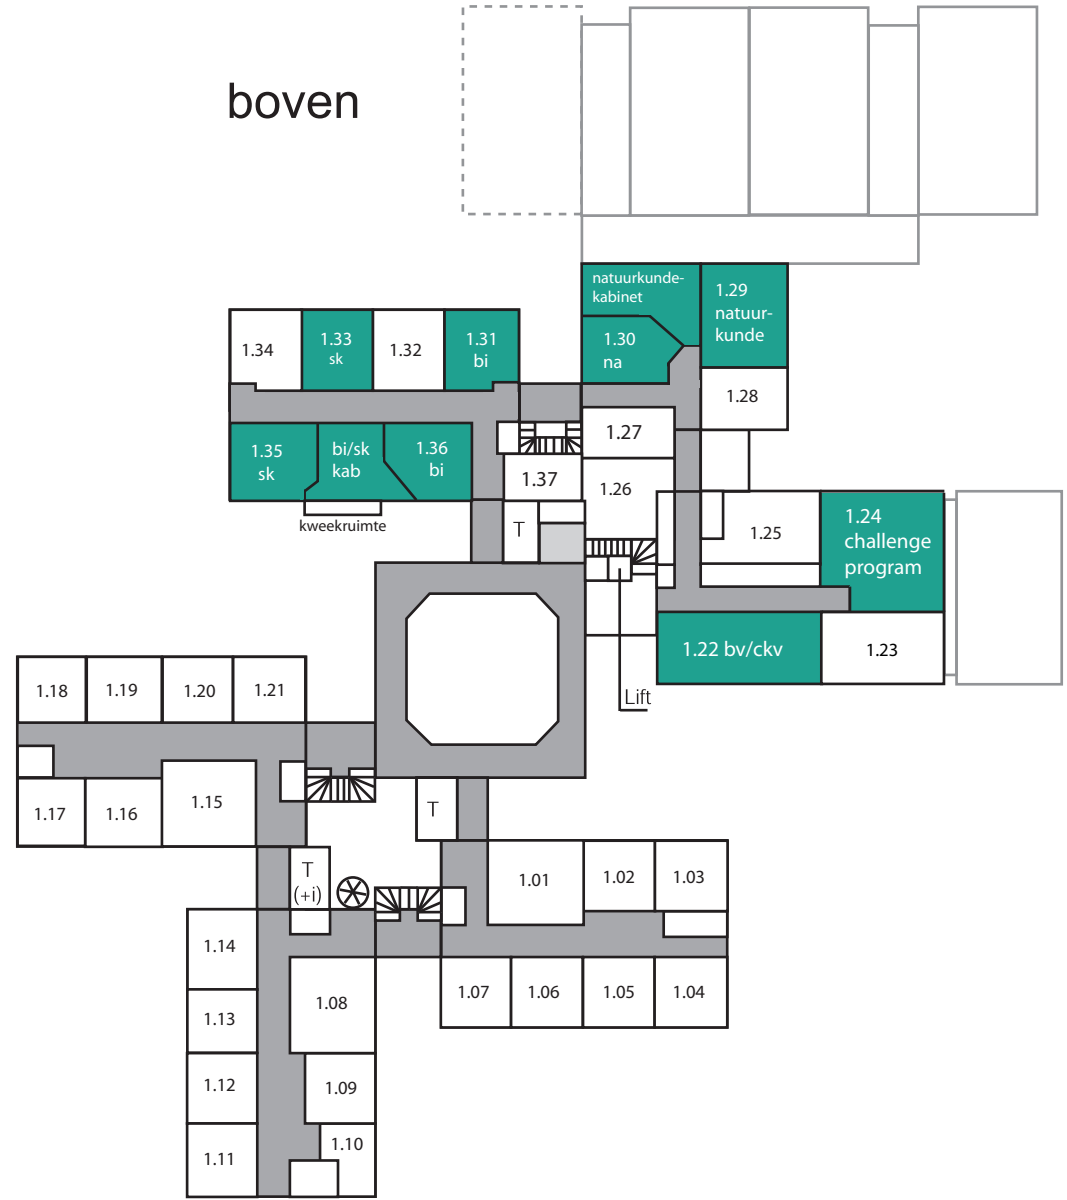 boven
natuurkunde-
kabinet
1.29
natuur-
kunde
1.30
na
1.34
1.33
sk
1.32
1.31
bi
1.28
1.27
1.35
sk
bi/sk
kab
1.36
bi
1.37
1.26
kweekruimte
T
1.25
1.24
challenge
program
1.22 bv/ckv
1.23
Lift
1.18
1.19
1.20
1.21
1.17
1.16
1.15
T
T
(+i)
1.01
1.02
1.03
1.14
1.08
1.07
1.06
1.05
1.04
1.13
1.12
1.09
1.11
1.10